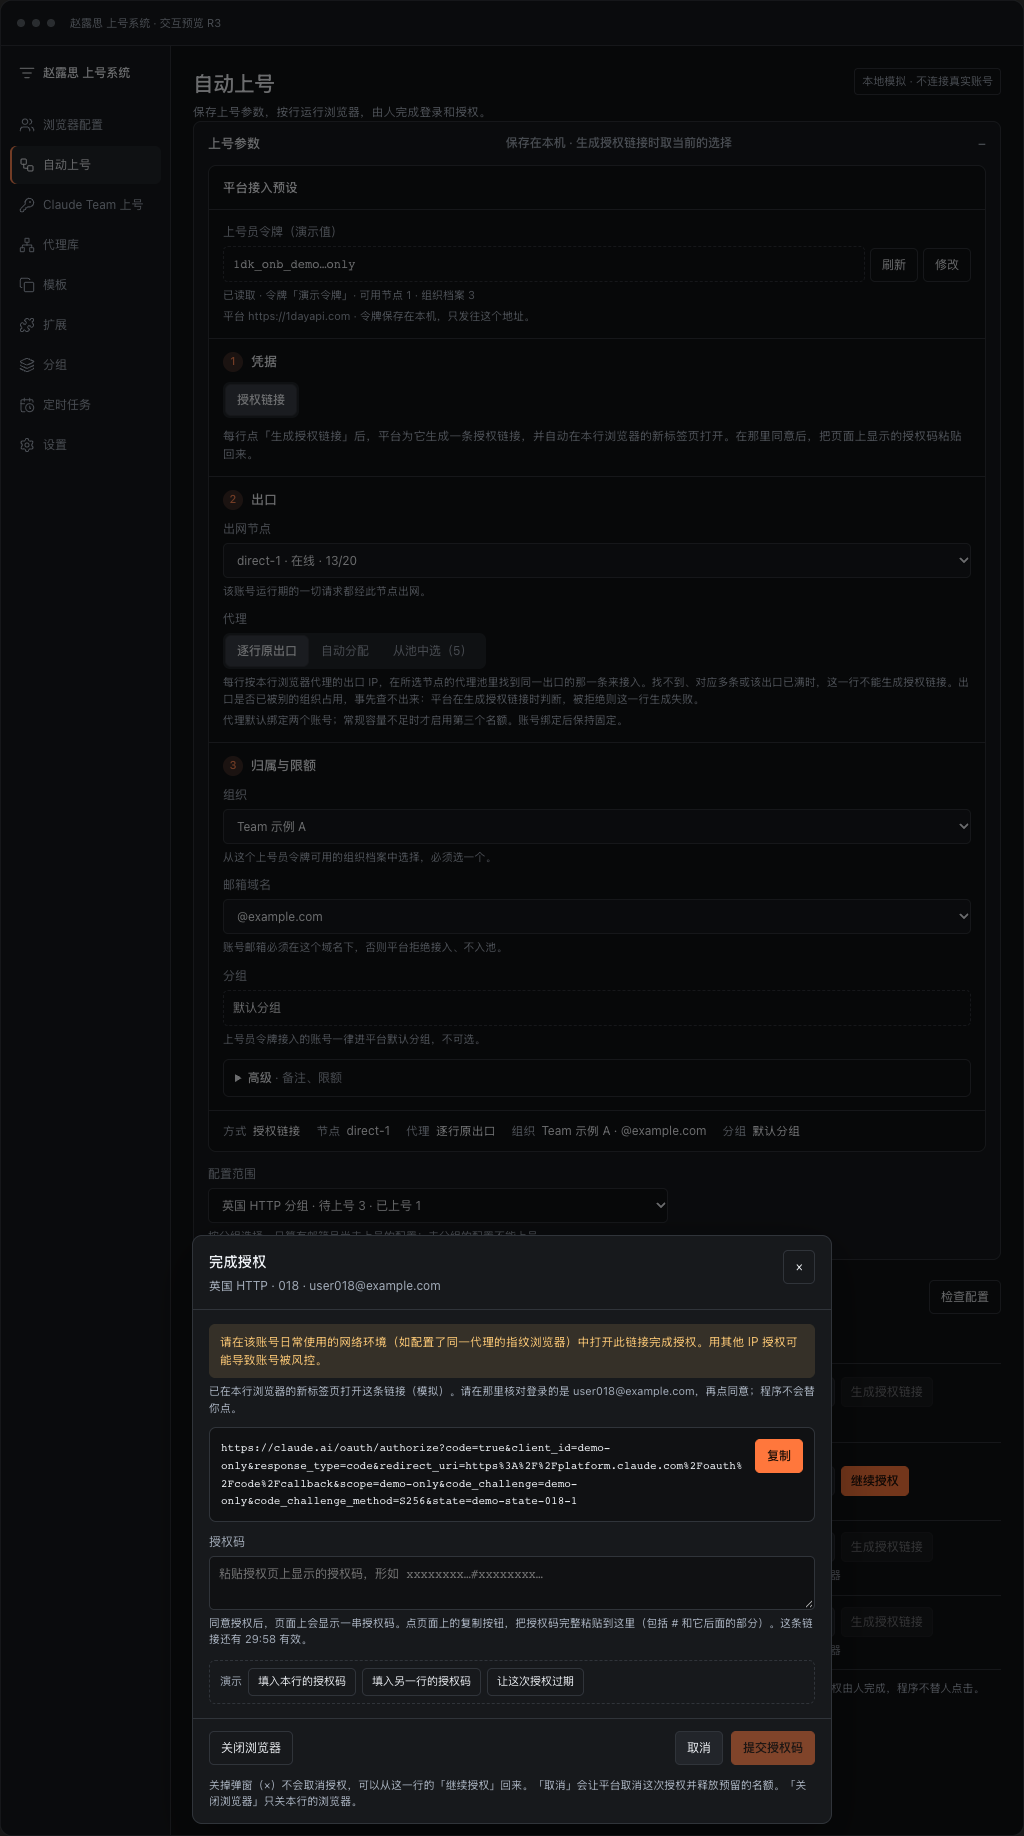 赵露思 上号系统 · 交互预览 R3
赵露思 上号系统
浏览器配置
自动上号
Claude Team 上号
代理库
模板
扩展
分组
定时任务
设置
自动上号
本地模拟 · 不连接真实账号
保存上号参数，按行运行浏览器，由人完成登录和授权。
上号参数
保存在本机 · 生成授权链接时取当前的选择
平台接入预设
上号员令牌（演示值）
1dk_onb_demo…only
刷新
修改
已读取 · 令牌「演示令牌」 · 可用节点 1 · 组织档案 3
平台 https://1dayapi.com · 令牌保存在本机，只发往这个地址。
1 凭据
授权链接
每行点「生成授权链接」后，平台为它生成一条授权链接，并自动在本行浏览器的新标签页打开。在那里同意后，把页面上显示的授权码粘贴
回来。
2 出口
出网节点
direct-1 · 在线 · 13/20
该账号运行期的一切请求都经此节点出网。
代理
逐行原出口 自动分配 从池中选（5）
每行按本行浏览器代理的出口 IP，在所选节点的代理池里找到同一出口的那一条来接入。找不到、对应多条或该出口已满时，这一行不能生成授权链接。出
口是否已被别的组织占用，事先查不出来：平台在生成授权链接时判断，被拒绝则这一行生成失败。
代理默认绑定两个账号；常规容量不足时才启用第三个名额。账号绑定后保持固定。
3 归属与限额
组织
Team 示例 A
从这个上号员令牌可用的组织档案中选择，必须选一个。
邮箱域名
@example.com
账号邮箱必须在这个域名下，否则平台拒绝接入、不入池。
分组
默认分组
上号员令牌接入的账号一律进平台默认分组，不可选。
高级 · 备注、限额
方式 授权链接 节点 direct-1 代理 逐行原出口 组织 Team 示例 A · @example.com 分组 默认分组
配置范围
英国 HTTP 分组 · 待上号 3 · 已上号 1
检查配置
生成授权链接
继续授权
生成授权链接
器
生成授权链接
器
权由人完成，程序不替人点击。
完成授权
×
英国 HTTP · 018 · user018@example.com
请在该账号日常使用的网络环境（如配置了同一代理的指纹浏览器）中打开此链接完成授权。用其他 IP 授权可
能导致账号被风控。
已在本行浏览器的新标签页打开这条链接（模拟）。请在那里核对登录的是 user018@example.com，再点同意；程序不会替
你点。
https://claude.ai/oauth/authorize?code=true&client_id=demo-
only&response_type=code&redirect_uri=https%3A%2F%2Fplatform.claude.com%2Foauth%
2Fcode%2Fcallback&scope=demo-only&code_challenge=demo-
only&code_challenge_method=S256&state=demo-state-018-1
复制
授权码
粘贴授权页上显示的授权码，形如 xxxxxxxx…#xxxxxxxx…
同意授权后，页面上会显示一串授权码。点页面上的复制按钮，把授权码完整粘贴到这里（包括 # 和它后面的部分）。这条链
接还有 29:58 有效。
演示 填入本行的授权码 填入另一行的授权码 让这次授权过期
关闭浏览器
取消
提交授权码
关掉弹窗（×）不会取消授权，可以从这一行的「继续授权」回来。「取消」会让平台取消这次授权并释放预留的名额。「关
闭浏览器」只关本行的浏览器。